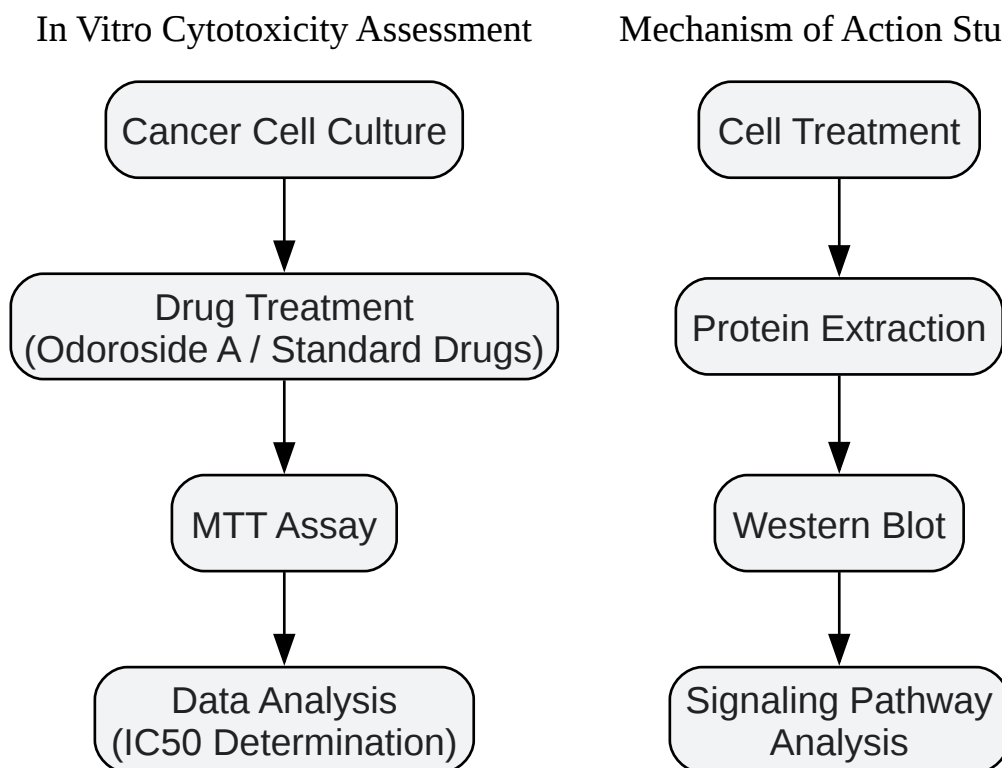 In Vitro Cytotoxicity Assessment
Cancer Cell Culture
Drug Treatment
(Odoroside A / Standard Drugs)
MTT Assay
Data Analysis
(IC50 Determination)
Mechanism of Action Stu
Cell Treatment
Protein Extraction
Western Blot
Signaling Pathway
Analysis